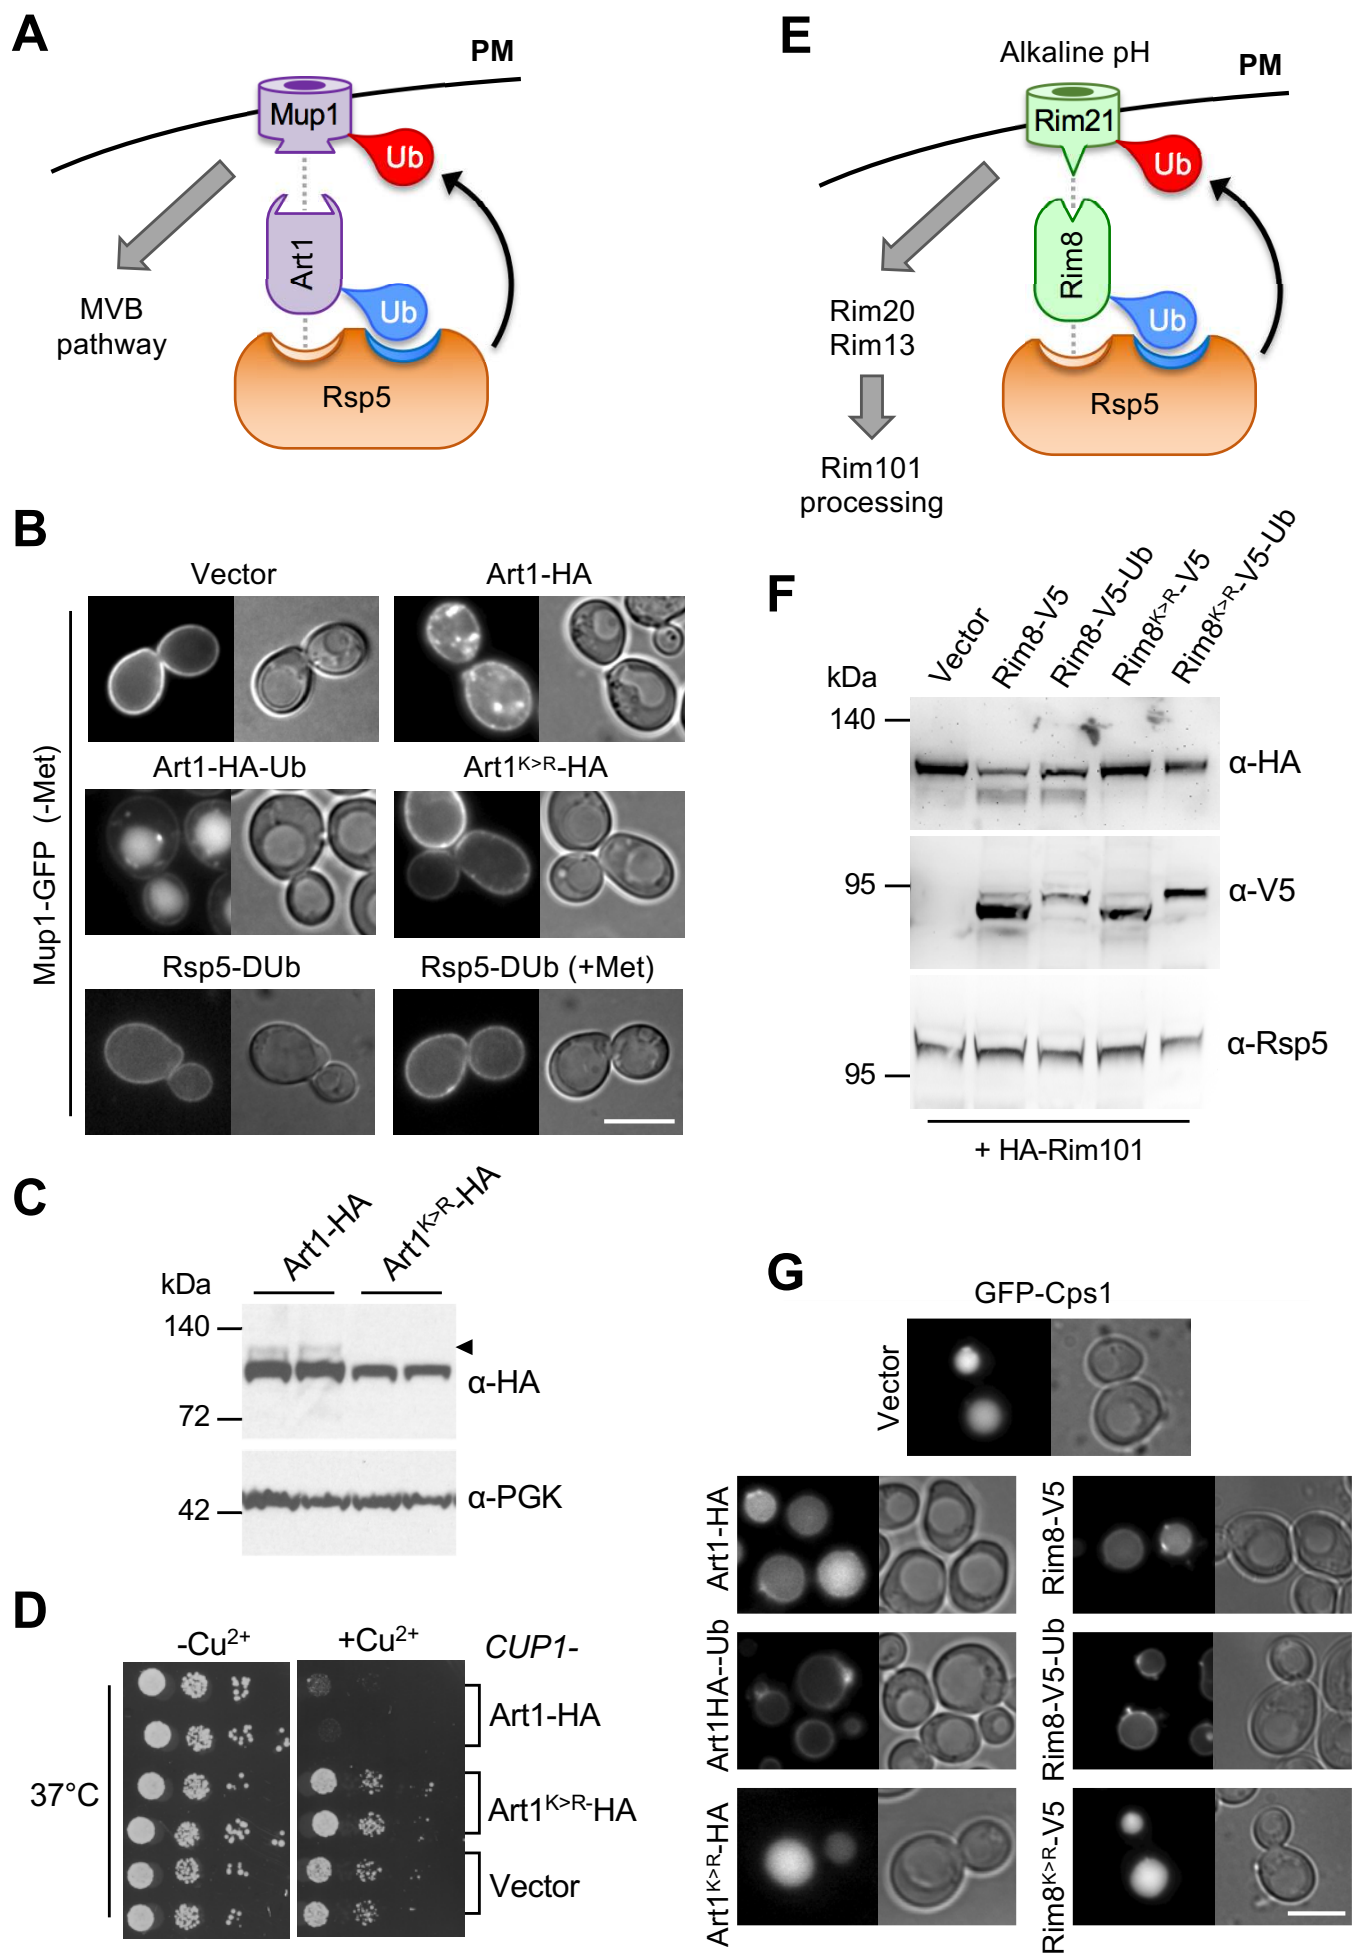 A
PM
Mup1
Ub
Art1
Ub
MVB
pathway
Rsp5
E
Alkaline pH
PM
Rim21
Ub
Rim8
Ub
Rim20
Rim13
Rsp5
Rim101
processing
B
Mup1-GFP (-Met)
Vector
Art1-HA
Art1-HA-Ub
Art1K>R-HA
Rsp5-DUb
Rsp5-DUb (+Met)
F
Vector
Rim8-V5
Rim8-V5-Ub
Rim8K>R-V5
Rim8K>R-V5-Ub
kDa
140
α-HA
95
α-V5
95
α-Rsp5
+ HA-Rim101
C
Art1-HA
Art1K>R-HA
kDa
140
α-HA
72
α-PGK
42
D
-Cu2+
+Cu2+
CUP1-
37°C
Art1-HA
Art1K>R-HA
Vector
G
GFP-Cps1
Vector
Art1-HA
Rim8-V5
Art1HA--Ub
Rim8-V5-Ub
Art1K>R-HA
Rim8K>R-V5